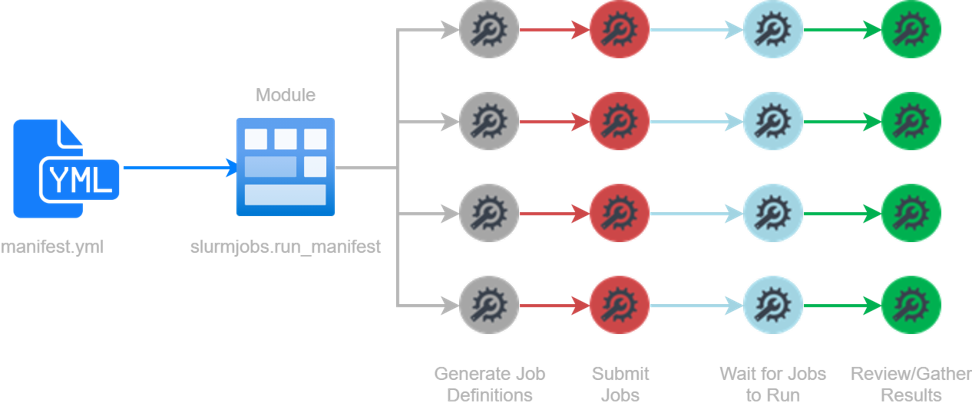 Module
YML
manifest.yml
slurmjobs.run_manifest
Generate Job
Definitions
Submit
Jobs
Wait for Jobs
to Run
Review/Gather
Results